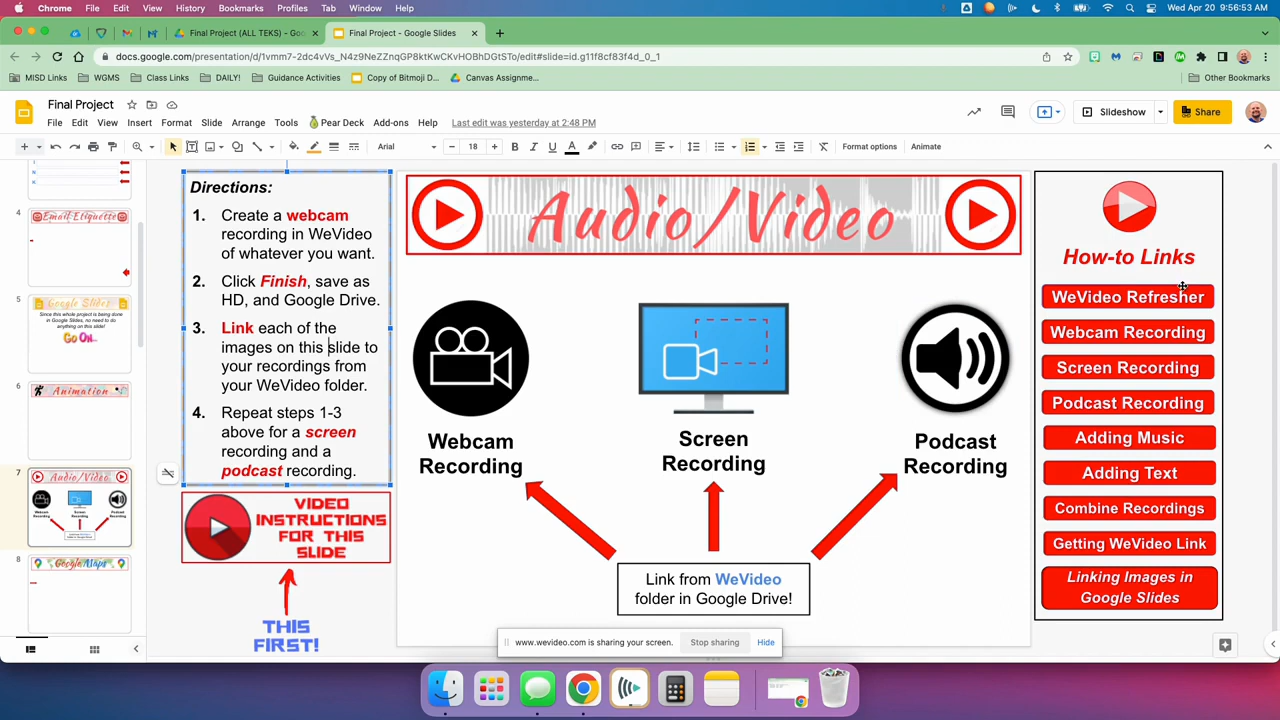 Chrome File Edit View History Bookmarks Profiles Tab Window Help
Wed Apr 20 9:56:53 AM
Final Project (ALL TEKS) - Goo
Final Project - Google Slides
docs.google.com/presentation/d/1vmm7-2dc4vVs_N4z9NeZZnqGP8ktKwCKvHOBhDGtSTo/edit#slide=id.g11f8cf83f4d_0_1
MISD Links WGMS Class Links DAILY! Guidance Activities Copy of Bitmoji D... Canvas Assignme... Other Bookmarks
Final Project
File Edit View Insert Format Slide Arrange Tools Pear Deck Add-ons Help Last edit was yesterday at 2:48 PM
Slideshow
Share
Arial 18 Format options Animate
4
Email Etiquette
5
Google Slides
Since this whole project is being done
in Google Slides, no need to do
anything on this slide!
GO ON...
6
Animation
7
Audio/Video
Webcam
Recording
Screen
Recording
Podcast
Recording
8
Google Maps
Directions:
1. Create a webcam
recording in WeVideo
of whatever you want.
2. Click Finish, save as
HD, and Google Drive.
3. Link each of the
images on this slide to
your recordings from
your WeVideo folder.
4. Repeat steps 1-3
above for a screen
recording and a
podcast recording.
VIDEO
INSTRUCTIONS
FOR THIS
SLIDE
THIS
FIRST!
Audio/Video
Webcam
Recording
Screen
Recording
Podcast
Recording
Link from WeVideo
folder in Google Drive!
www.wevideo.com is sharing your screen. Stop sharing Hide
How-to Links
WeVideo Refresher
Webcam Recording
Screen Recording
Podcast Recording
Adding Music
Adding Text
Combine Recordings
Getting WeVideo Link
Linking Images in
Google Slides